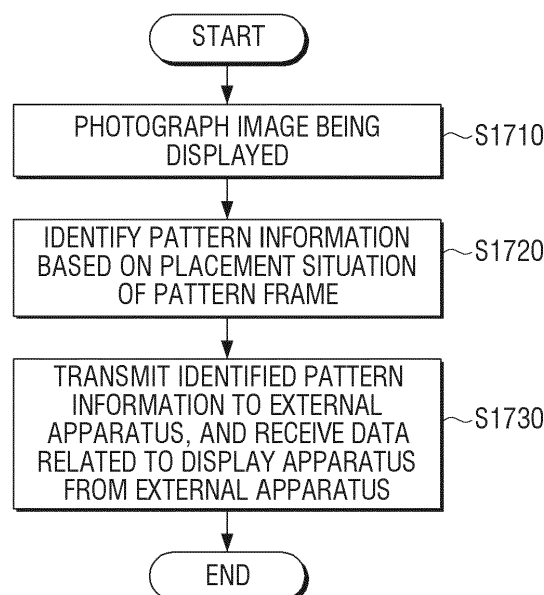 START
PHOTOGRAPH IMAGE BEING
DISPLAYED
S1710
IDENTIFY PATTERN INFORMATION
BASED ON PLACEMENT SITUATION
OF PATTERN FRAME
S1720
TRANSMIT IDENTIFIED PATTERN
INFORMATION TO EXTERNAL
APPARATUS, AND RECEIVE DATA
RELATED TO DISPLAY APPARATUS
FROM EXTERNAL APPARATUS
S1730
END